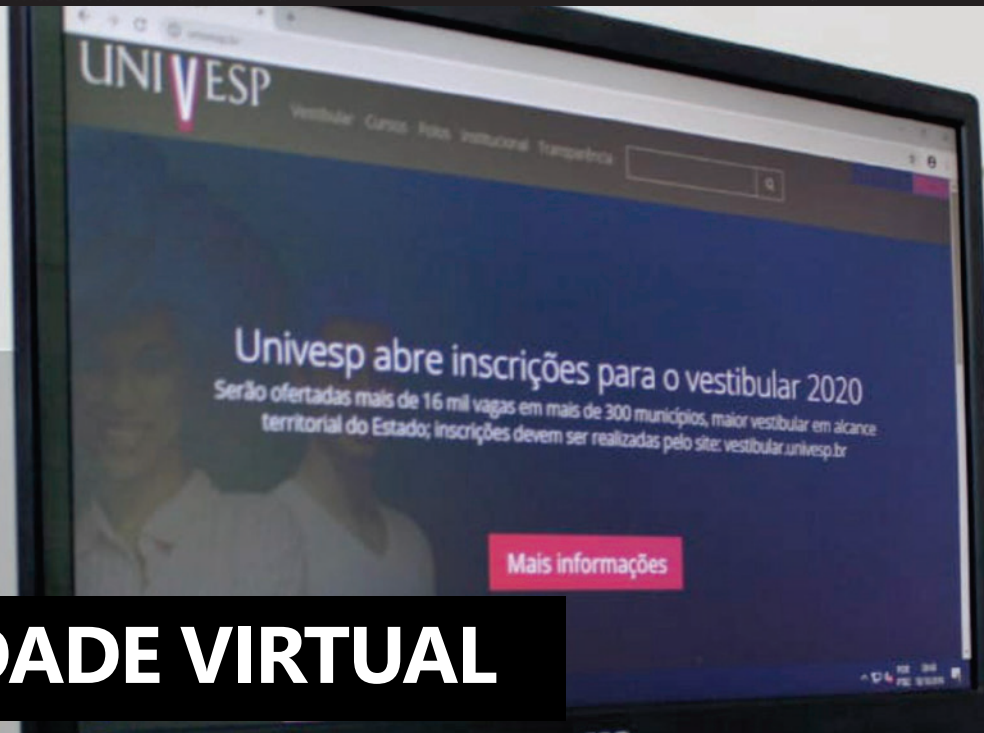 UNIVESP
Vestibular Cursos Polos Institucional Transparência
Univesp abre inscrições para o vestibular 2020
Serão ofertadas mais de 16 mil vagas em mais de 300 municípios, maior vestibular em alcance
territorial do Estado; inscrições devem ser realizadas pelo site: vestibular.univesp.br
Mais informações
DADE VIRTUAL
POR